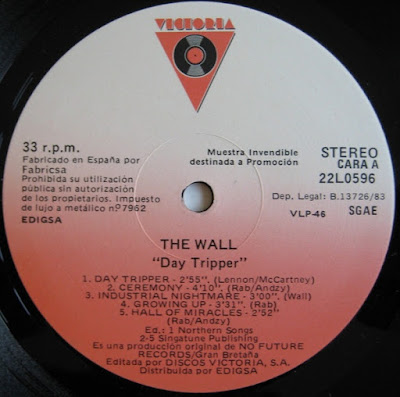 VICTORIA
33 r.p.m.
Fabricado en España por
Fabricsa
Prohibida su utilización
pública sin autorización
de los propietarios. Impuesto
de lujo a metálico nº 7962
EDIGSA
Muestra Invendible
destinada a Promoción
STEREO
CARA A
22L0596
Dep. Legal: B.13726/83
VLP-46 SGAE
THE WALL
"Day Tripper"
1. DAY TRIPPER - 2'55". (Lennon/McCartney)
2. CEREMONY - 4'10". (Rab/Andzy)
3. INDUSTRIAL NIGHTMARE - 3'00". (Wall)
4. GROWING UP - 3'31". (Rab)
5. HALL OF MIRACLES - 2'52"
(Rab/Andzy)
Ed.: 1 Northern Songs
2-5 Singatune Publishing
Es una producción original de NO FUTURE
RECORDS/Gran Bretaña
Editada por DISCOS VICTORIA, S.A.
Distribuida por EDIGSA